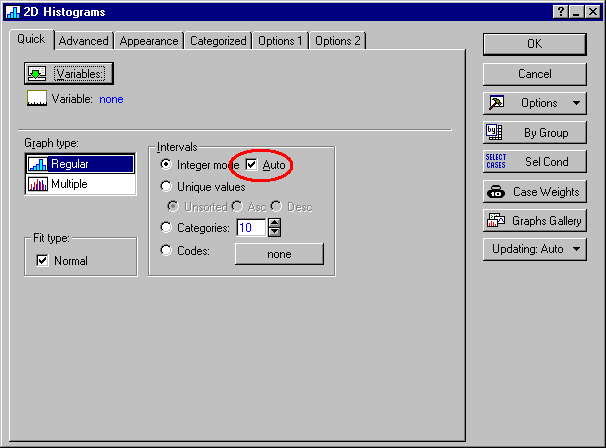 2D Histograms
Quick Advanced Appearance Categorized Options 1 Options 2
Variables:
Variable: none
Graph type:
Regular
Multiple
Fit type:
Normal
Intervals
Integer mode Auto
Unique values
Unsorted Asc Desc
Categories: 10
Codes: none
OK
Cancel
Options
By Group
SELECT CASES Sel Cond
Case Weights
Graphs Gallery
Updating: Auto